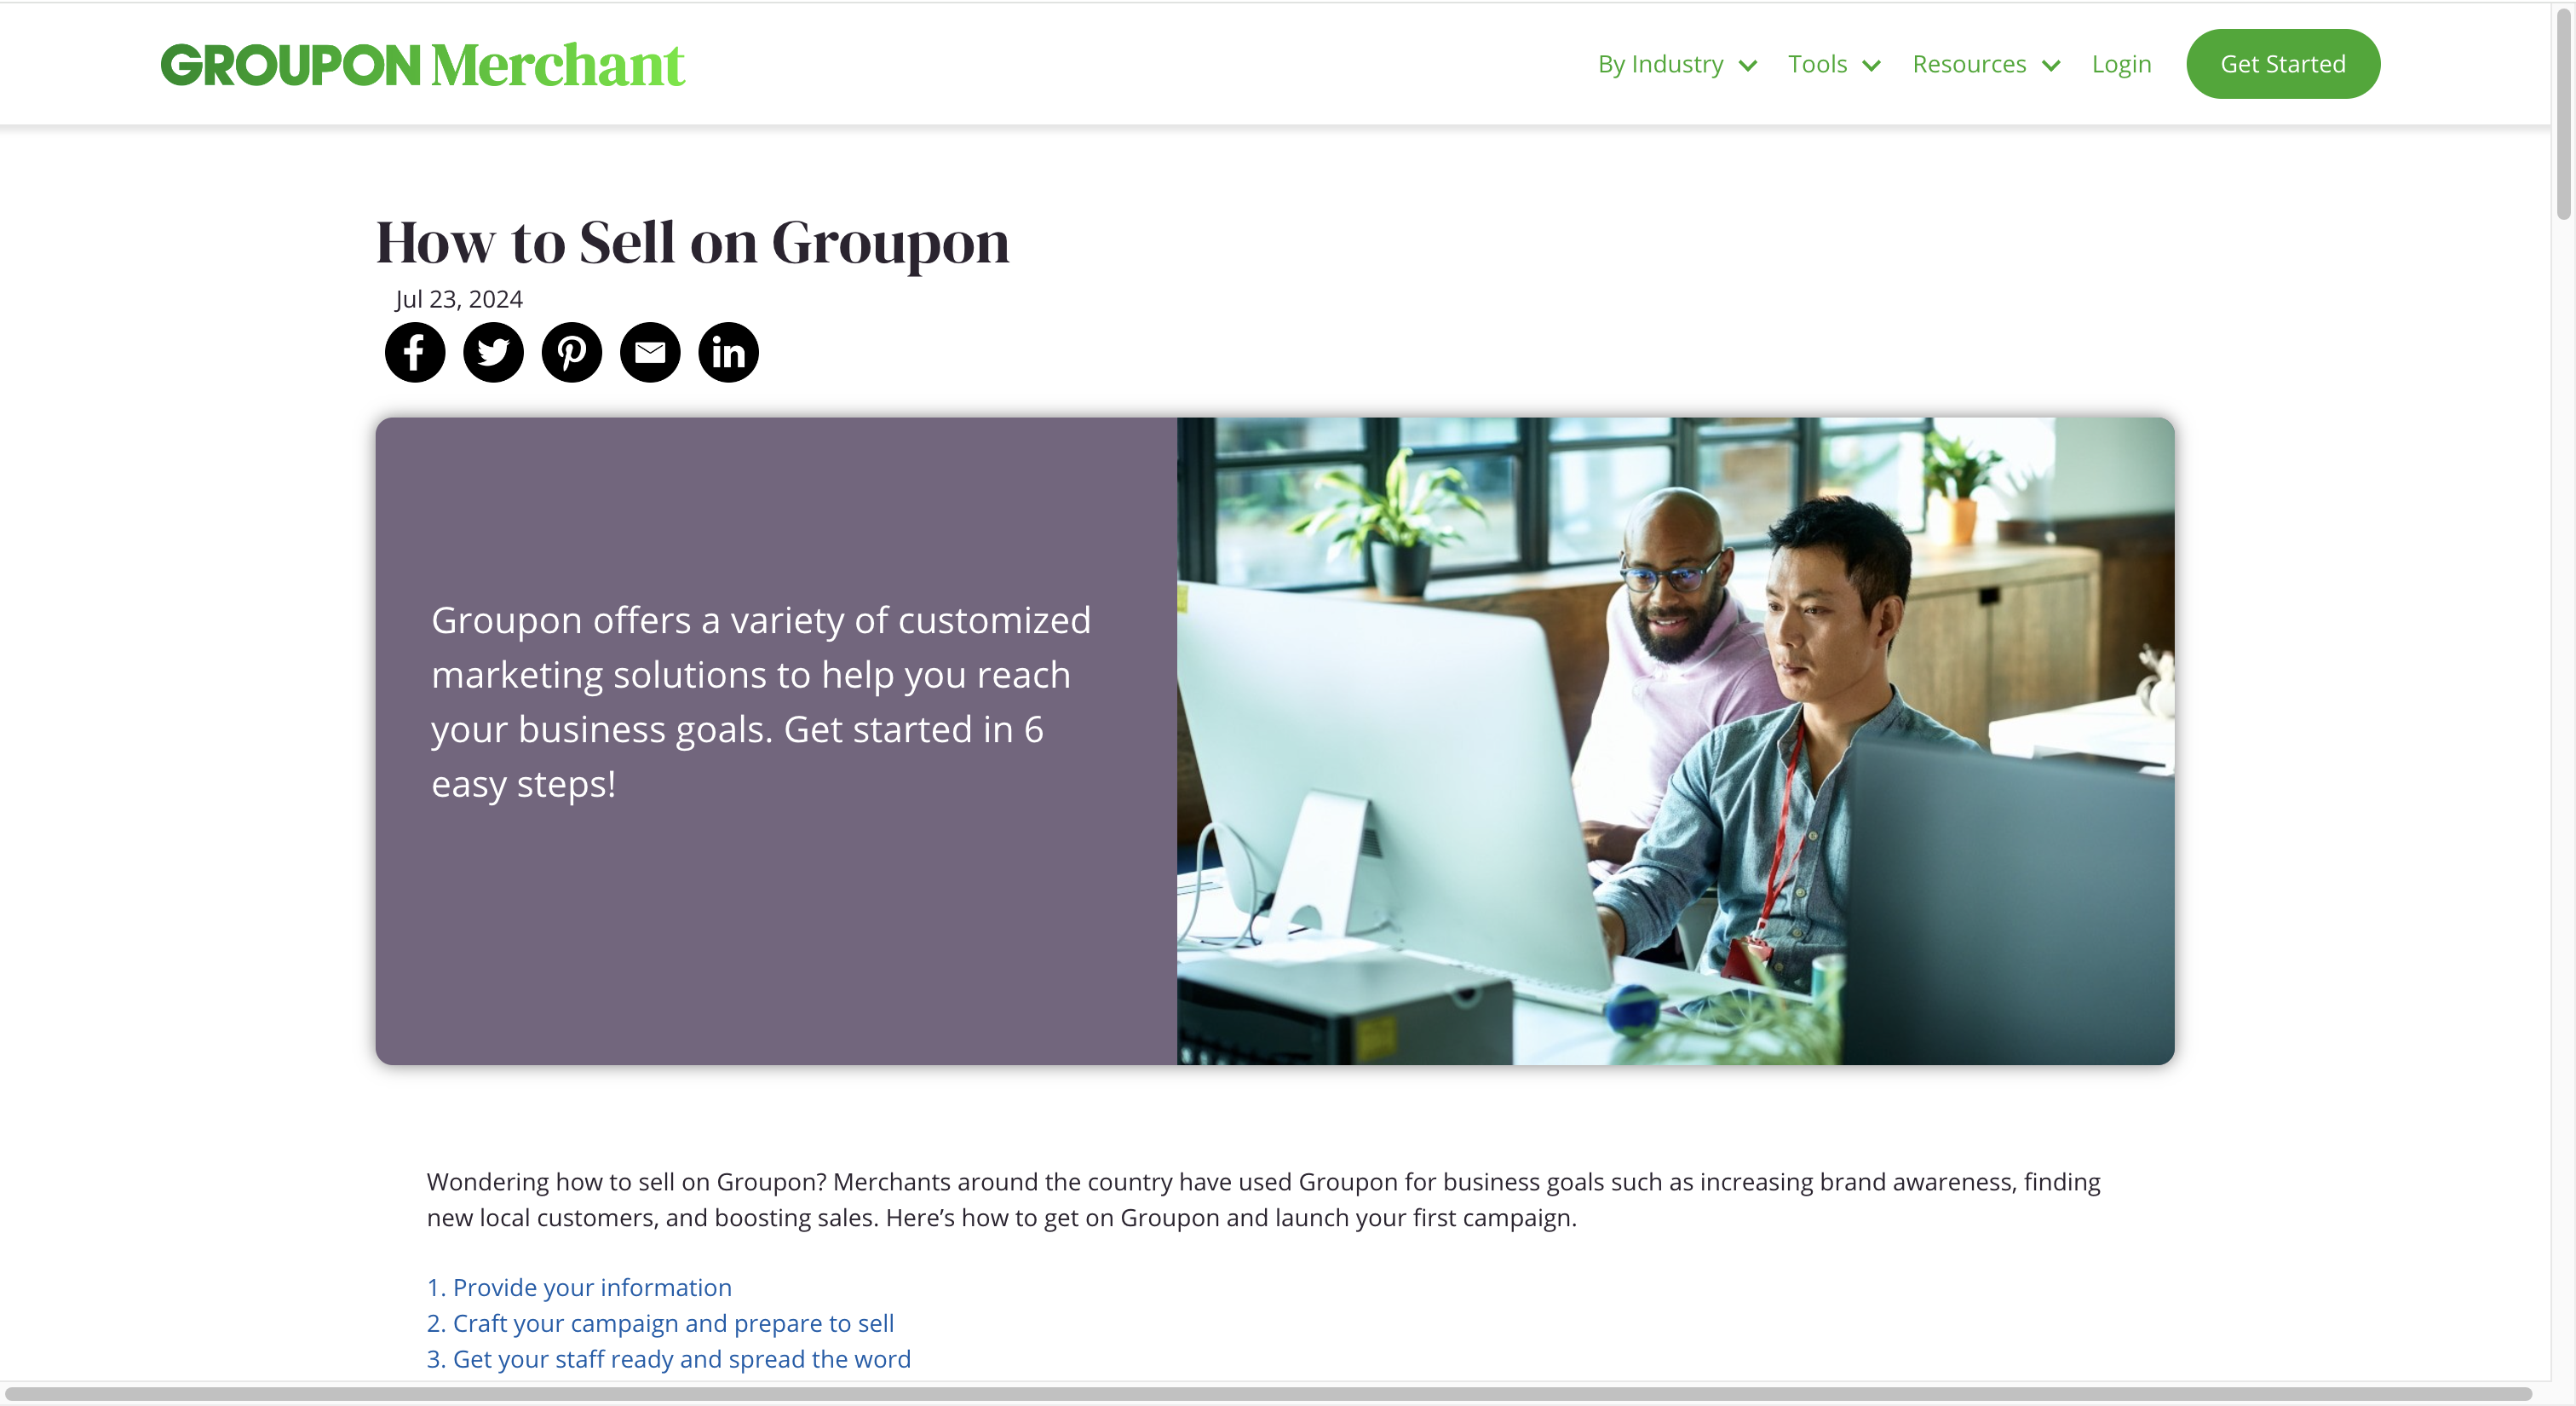 GROUPON Merchant
By Industry
Tools
Resources
Login
Get Started
How to Sell on Groupon
Jul 23, 2024
Groupon offers a variety of customized
marketing solutions to help you reach
your business goals. Get started in 6
easy steps!
Wondering how to sell on Groupon? Merchants around the country have used Groupon for business goals such as increasing brand awareness, finding
new local customers, and boosting sales. Here’s how to get on Groupon and launch your first campaign.
1. Provide your information
2. Craft your campaign and prepare to sell
3. Get your staff ready and spread the word